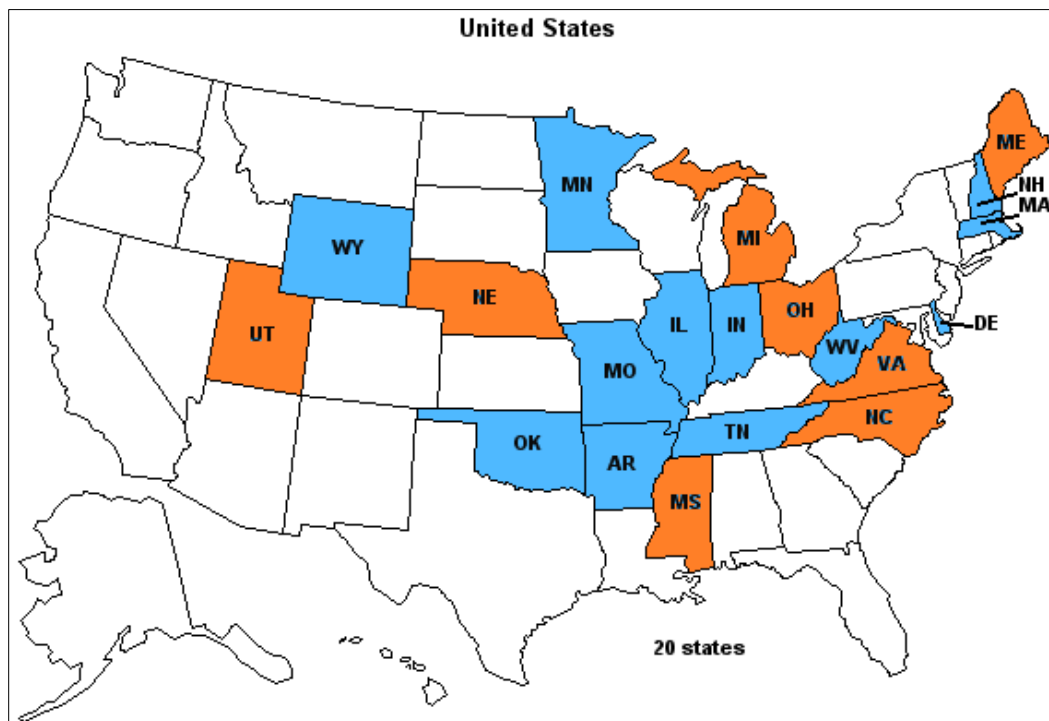 United States
ME
NH
MA
MN
WY
MI
NE
OH
IL
IN
DE
UT
WV
VA
MO
NC
TN
OK
AR
MS
20 states